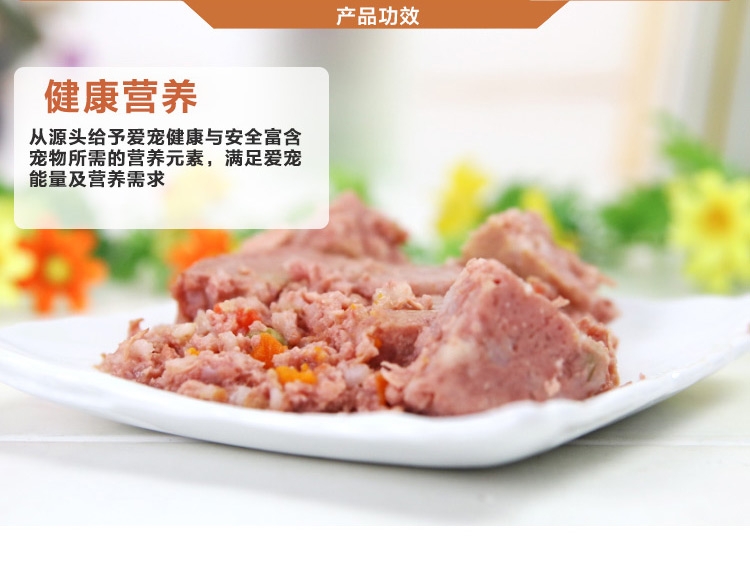 产品功效
健康营养
从源头给予爱宠健康与安全富含
宠物所需的营养元素，满足爱宠
能量及营养需求